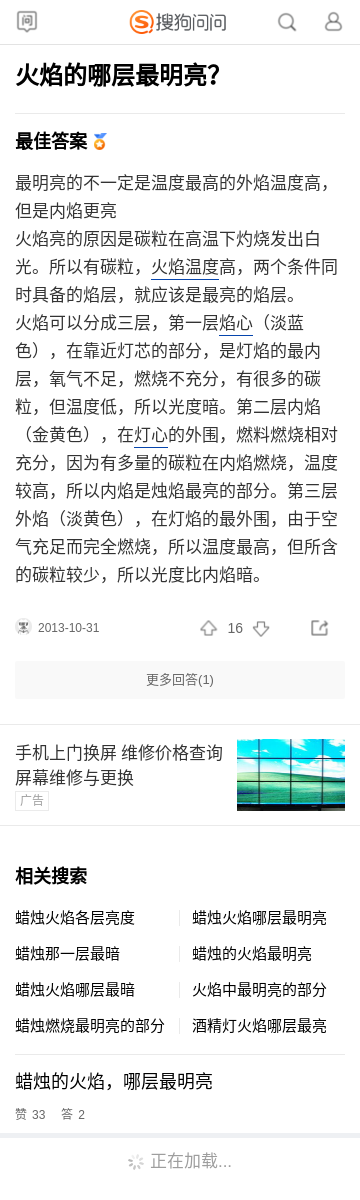 问
搜狗问问
火焰的哪层最明亮?
最佳答案
最明亮的不一定是温度最高的外焰温度高，
但是内焰更亮
火焰亮的原因是碳粒在高温下灼烧发出白
光。所以有碳粒，火焰温度高，两个条件同
时具备的焰层，就应该是最亮的焰层。
火焰可以分成三层，第一层焰心（淡蓝
色），在靠近灯芯的部分，是灯焰的最内
层，氧气不足，燃烧不充分，有很多的碳
粒，但温度低，所以光度暗。第二层内焰
（金黄色），在灯心的外围，燃料燃烧相对
充分，因为有多量的碳粒在内焰燃烧，温度
较高，所以内焰是烛焰最亮的部分。第三层
外焰（淡黄色），在灯焰的最外围，由于空
气充足而完全燃烧，所以温度最高，但所含
的碳粒较少，所以光度比内焰暗。
2013-10-31
16
更多回答(1)
手机上门换屏 维修价格查询
屏幕维修与更换
广告
相关搜索
蜡烛火焰各层亮度 蜡烛火焰哪层最明亮
蜡烛那一层最暗 蜡烛的火焰最明亮
蜡烛火焰哪层最暗 火焰中最明亮的部分
蜡烛燃烧最明亮的部分 酒精灯火焰哪层最亮
蜡烛的火焰，哪层最明亮
赞 33 答 2
正在加载...